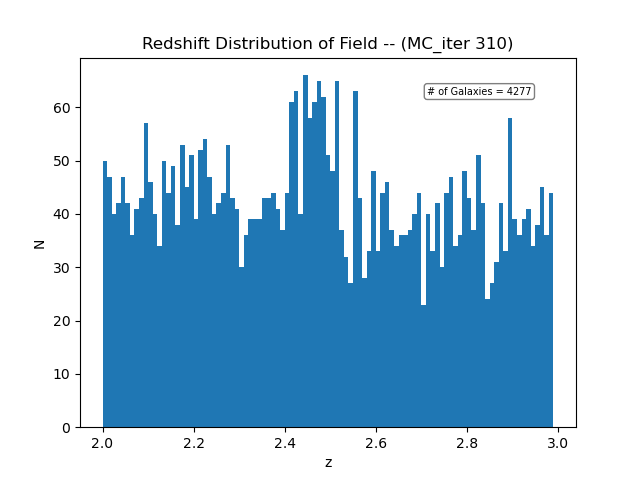 Redshift Distribution of Field -- (MC_iter 310)
# of Galaxies = 4277
60
50
40
30
20
10
0
N
2.0 2.2 2.4 2.6 2.8 3.0
z